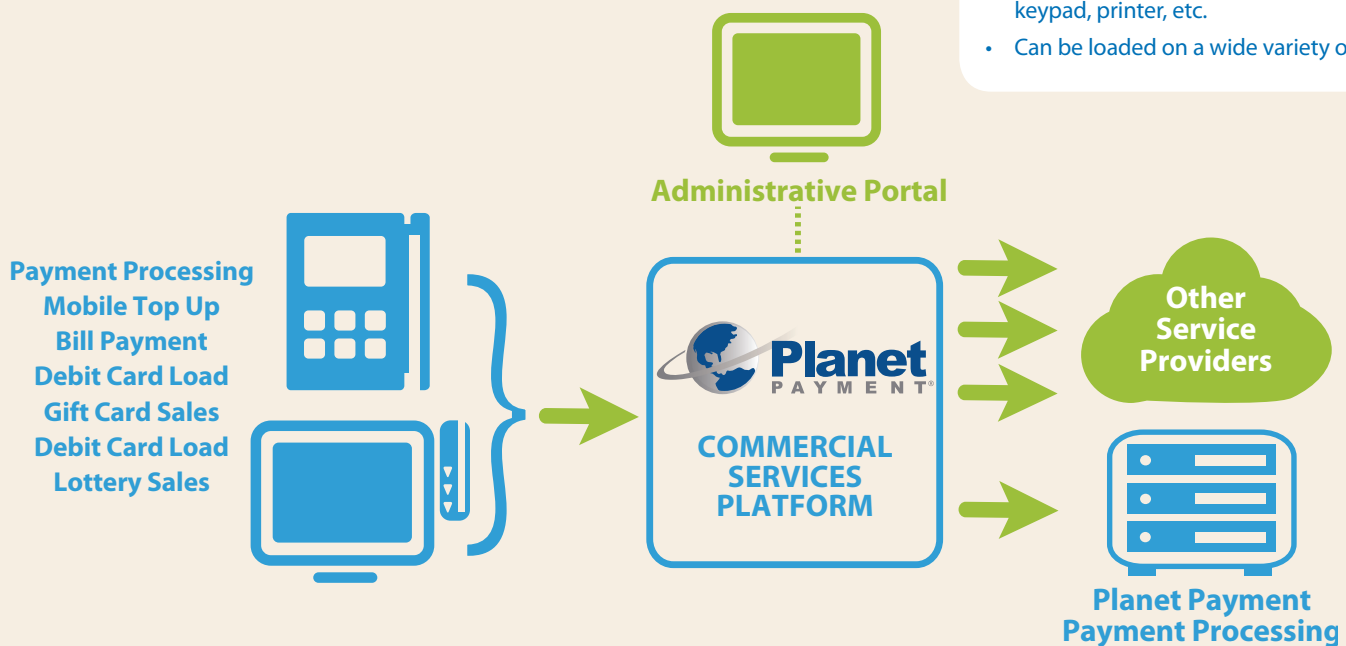 keypad, printer, etc.
• Can be loaded on a wide variety o
Administrative Portal
Payment Processing
Mobile Top Up
Bill Payment
Debit Card Load
Gift Card Sales
Debit Card Load
Lottery Sales
Planet
PAYMENT®
COMMERCIAL
SERVICES
PLATFORM
Other
Service
Providers
Planet Payment
Payment Processing